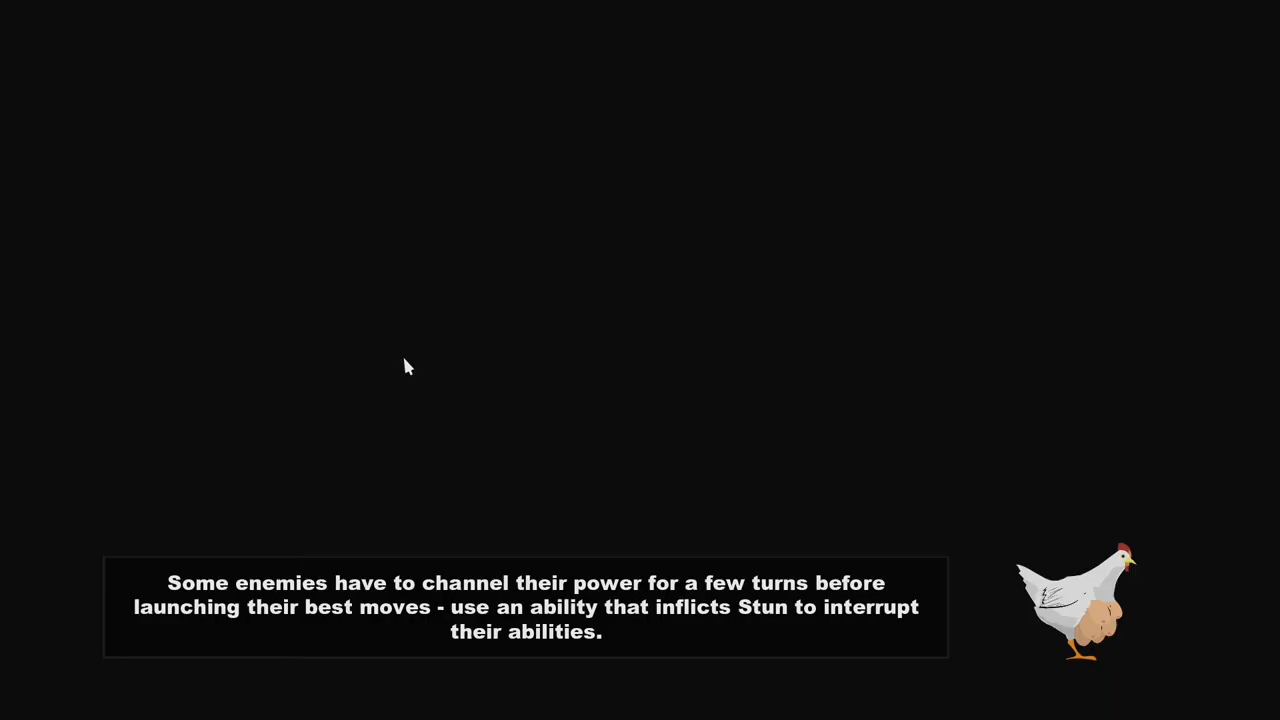 Some enemies have to channel their power for a few turns before
launching their best moves - use an ability that inflicts Stun to interrupt
their abilities.